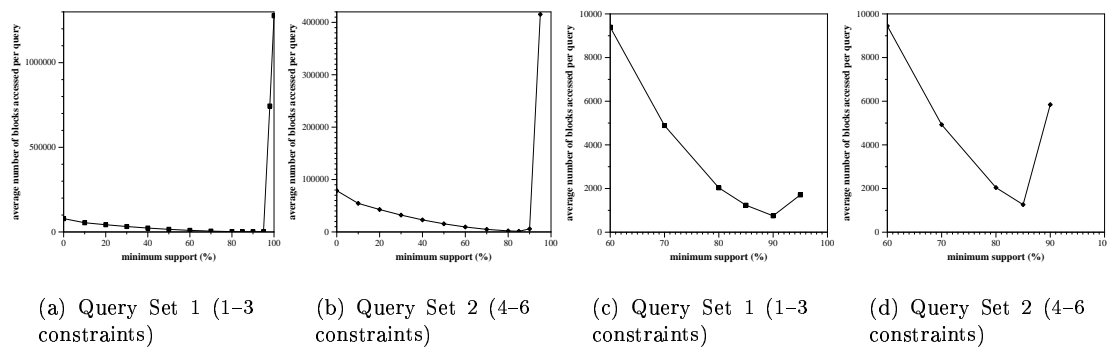 average number of blocks accessed per query
1000000
500000
0
0 20 40 60 80 100
minimum support (%)
(a) Query Set 1 (1–3
constraints)
average number of blocks accessed per query
400000
300000
200000
100000
0
0 20 40 60 80 100
minimum support (%)
(b) Query Set 2 (4–6
constraints)
average number of blocks accessed per query
10000
8000
6000
4000
2000
0
60 70 80 90 100
minimum support (%)
(c) Query Set 1 (1–3
constraints)
average number of blocks accessed per query
10000
8000
6000
4000
2000
0
60 70 80 90 100
minimum support (%)
(d) Query Set 2 (4–6
constraints)